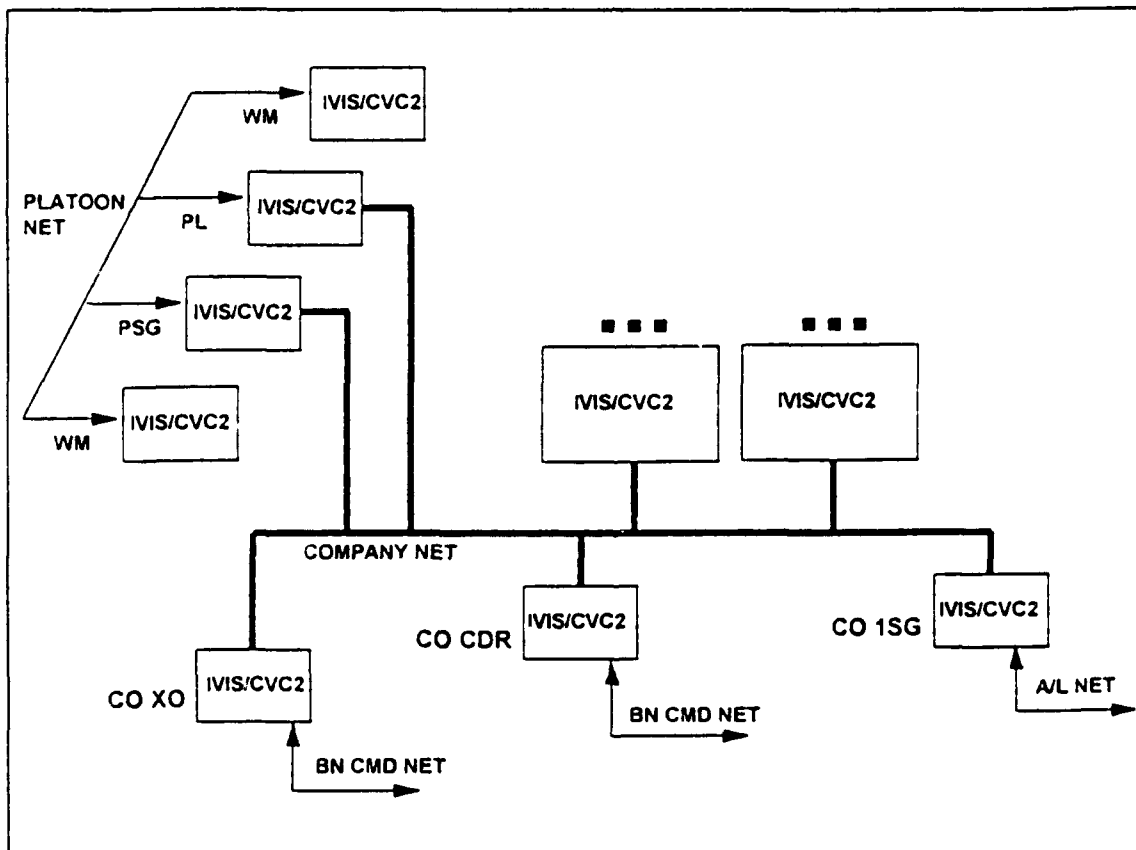 IVIS/CVC2
WM
PLATOON
NET
IVIS/CVC2
PL
IVIS/CVC2
PSG
IVIS/CVC2
WM
IVIS/CVC2
IVIS/CVC2
COMPANY NET
IVIS/CVC2
CO XO
BN CMD NET
IVIS/CVC2
CO CDR
BN CMD NET
IVIS/CVC2
CO 1SG
A/L NET